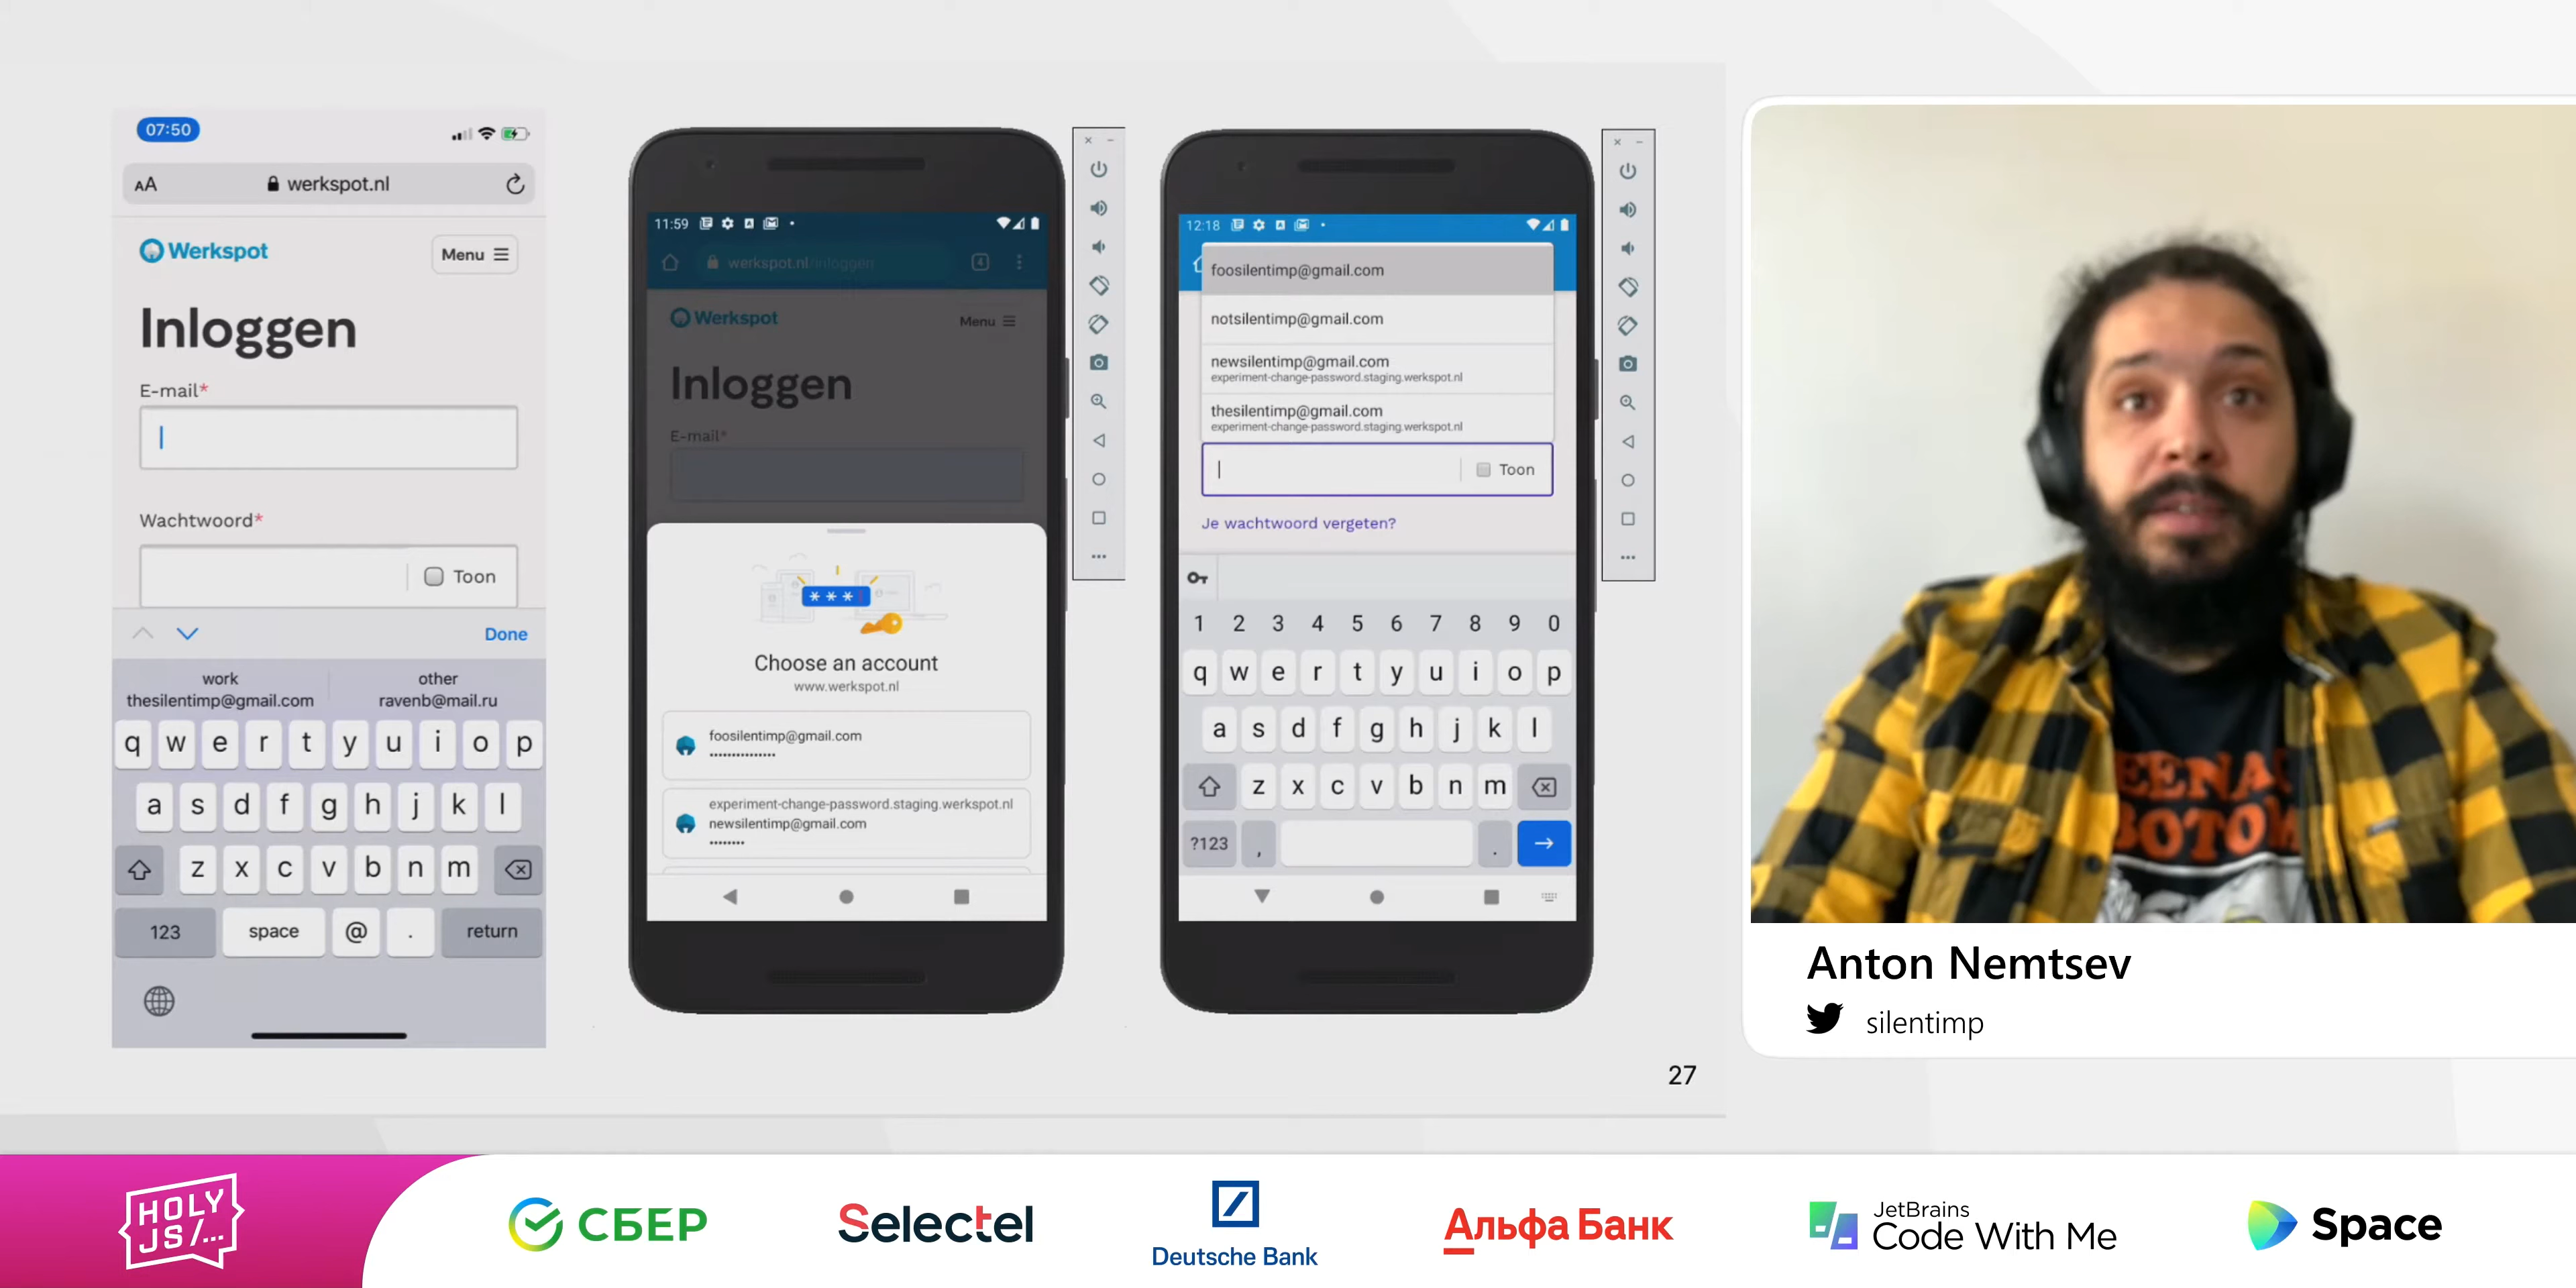 07:50
AA werkspot.nl
Werkspot
Menu
Inloggen
E-mail*
Wachtwoord*
Toon
Done
work
thesilentimp@gmail.com
other
ravenb@mail.ru
q w e r t y u i o p
a s d f g h j k l
z x c v b n m
123 space @ . return
11:59
werkspot.nl/inloggen
4
Werkspot
Menu
Inloggen
E-mail*
***
Choose an account
www.werkspot.nl
foosilentimp@gmail.com
•••••••••••••••
experiment-change-password.staging.werkspot.nl
newsilentimp@gmail.com
••••••••
12:18
foosilentimp@gmail.com
notsilentimp@gmail.com
newsilentimp@gmail.com
experiment-change-password.staging.werkspot.nl
thesilentimp@gmail.com
experiment-change-password.staging.werkspot.nl
Toon
Je wachtwoord vergeten?
1 2 3 4 5 6 7 8 9 0
q w e r t y u i o p
a s d f g h j k l
z x c v b n m
?123 , .
27
Anton Nemtsev
silentimp
HOLY
JS/...
СБЕР
Selectel
Deutsche Bank
Альфа Банк
JetBrains
Code With Me
Space